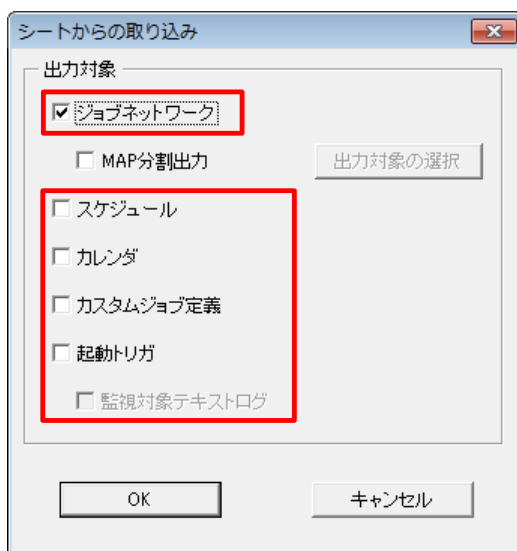 シートからの取り込み
出力対象
ジョブネットワーク
MAP分割出力
出力対象の選択
スケジュール
カレンダ
カスタムジョブ定義
起動トリガ
監視対象テキストログ
OK
キャンセル